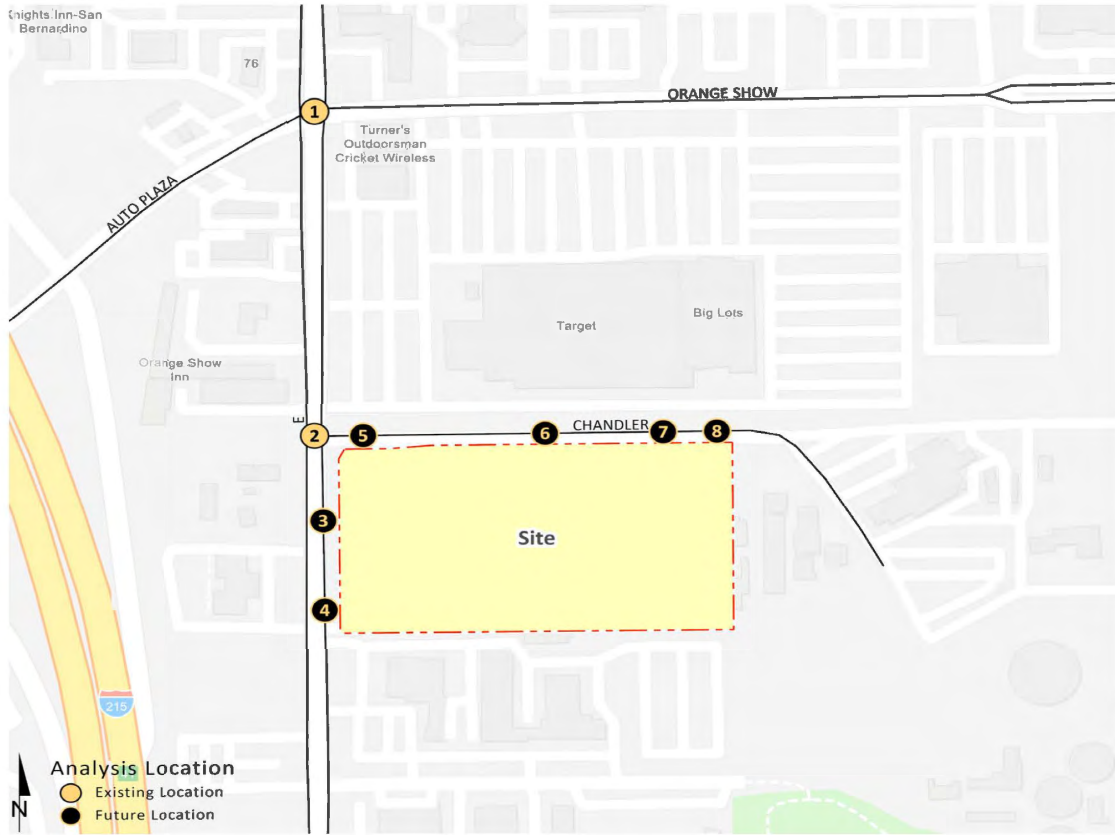 Knights Inn-San
Bernardino
76
1
ORANGE SHOW
Turner's
Outdoorsman
Cricket Wireless
AUTO PLAZA
Target
Big Lots
Orange Show
Inn
E
2
5
6
CHANDLER
7
8
3
Site
4
215
Analysis Location
Existing Location
Future Location
N